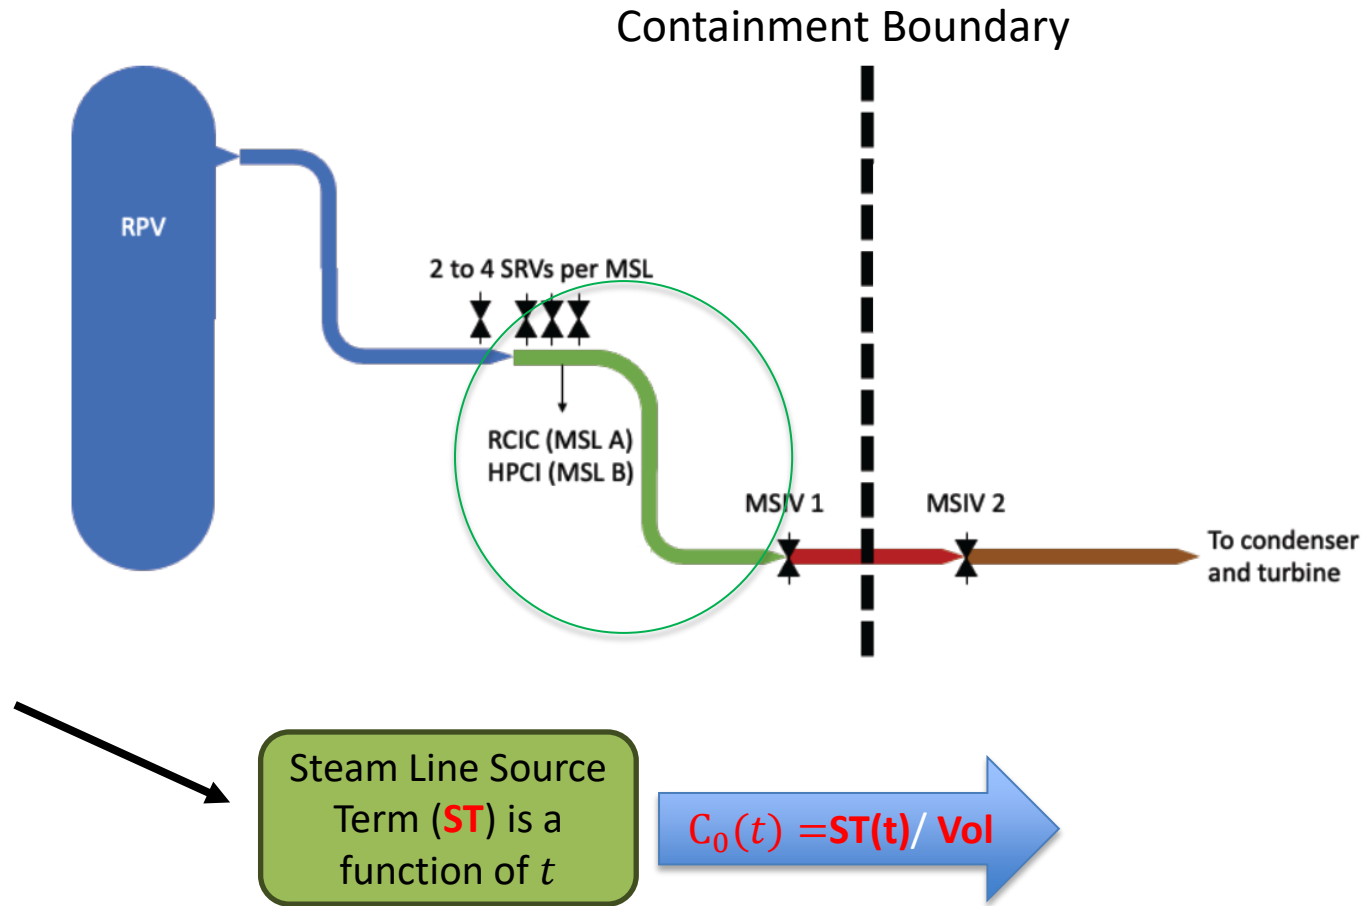 Containment Boundary
RPV
2 to 4 SRVs per MSL
RCIC (MSL A)
HPCI (MSL B)
MSIV 1
MSIV 2
To condenser
and turbine
Steam Line Source
Term (ST) is a
function of t
C₀(t) =ST(t)/ Vol